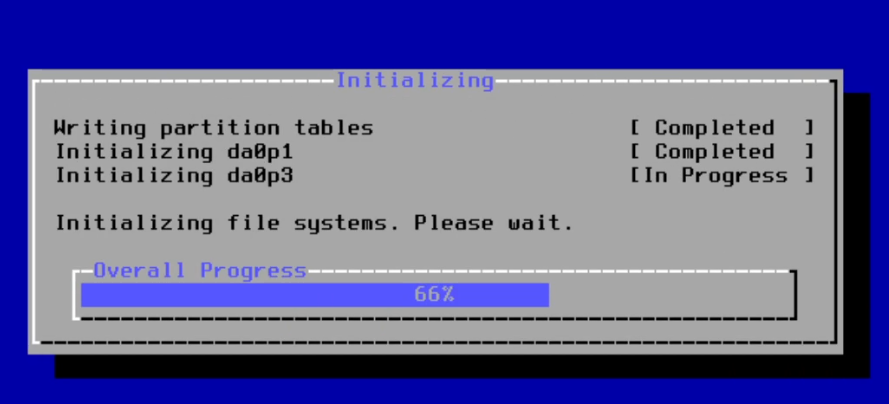 Initializing
Writing partition tables [ Completed ]
Initializing da0p1 [ Completed ]
Initializing da0p3 [In Progress ]
Initializing file systems. Please wait.
Overall Progress
66%